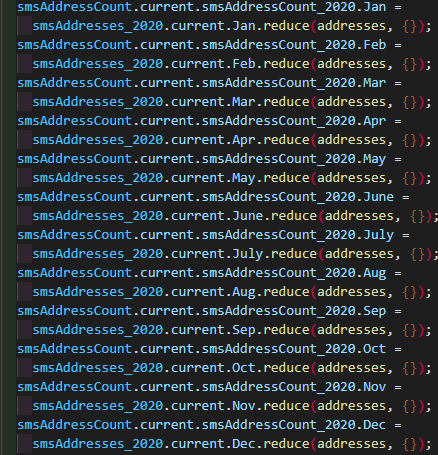 smsAddressCount.current.smsAddressCount_2020.Jan =
smsAddresses_2020.current.Jan.reduce(addresses, {});
smsAddressCount.current.smsAddressCount_2020.Feb =
smsAddresses_2020.current.Feb.reduce(addresses, {});
smsAddressCount.current.smsAddressCount_2020.Mar =
smsAddresses_2020.current.Mar.reduce(addresses, {});
smsAddressCount.current.smsAddressCount_2020.Apr =
smsAddresses_2020.current.Apr.reduce(addresses, {});
smsAddressCount.current.smsAddressCount_2020.May =
smsAddresses_2020.current.May.reduce(addresses, {});
smsAddressCount.current.smsAddressCount_2020.June =
smsAddresses_2020.current.June.reduce(addresses, {});
smsAddressCount.current.smsAddressCount_2020.July =
smsAddresses_2020.current.July.reduce(addresses, {});
smsAddressCount.current.smsAddressCount_2020.Aug =
smsAddresses_2020.current.Aug.reduce(addresses, {});
smsAddressCount.current.smsAddressCount_2020.Sep =
smsAddresses_2020.current.Sep.reduce(addresses, {});
smsAddressCount.current.smsAddressCount_2020.Oct =
smsAddresses_2020.current.Oct.reduce(addresses, {});
smsAddressCount.current.smsAddressCount_2020.Nov =
smsAddresses_2020.current.Nov.reduce(addresses, {});
smsAddressCount.current.smsAddressCount_2020.Dec =
smsAddresses_2020.current.Dec.reduce(addresses, {});